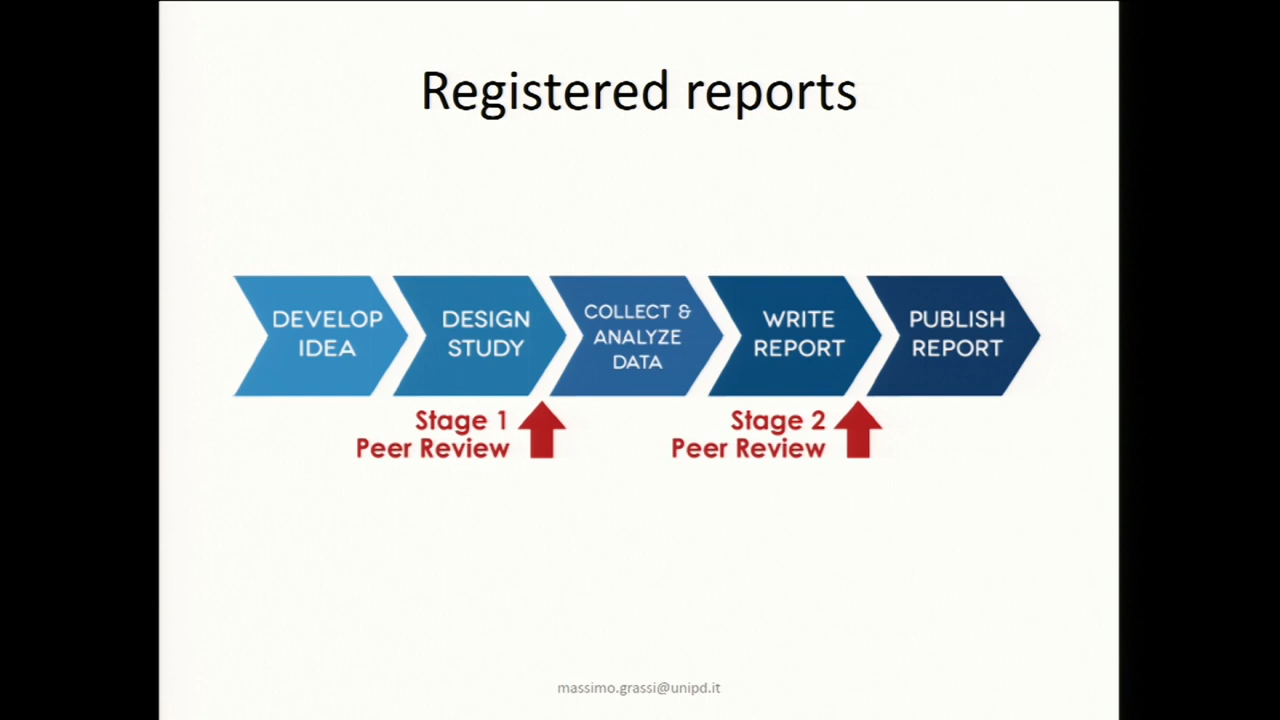 Registered reports
DEVELOP
IDEA
DESIGN
STUDY
COLLECT &
ANALYZE
DATA
WRITE
REPORT
PUBLISH
REPORT
Stage 1
Peer Review
Stage 2
Peer Review
massimo.grassi@unipd.it